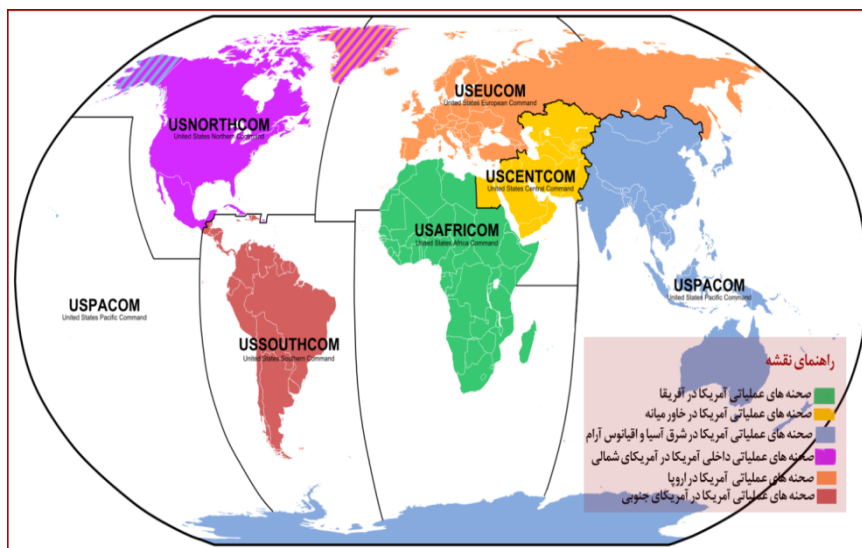 USEUCOM
United States European Command
USNORTHCOM
United States Northern Command
USCENTCOM
United States Central Command
USAFRICOM
United States Africa Command
USPACOM
United States Pacific Command
USPACOM
United States Pacific Command
USSOUTHCOM
United States Southern Command
راهنمای نقشه
صحنه های عملیاتی آمریکا در آفریقا
صحنه های عملیاتی آمریکا در خاور میانه
صحنه های عملیاتی آمریکا در شرق آسیا و اقیانوس آرام
صحنه های عملیاتی داخلی آمریکا در آمریکای شمالی
صحنه های عملیاتی آمریکا در اروپا
صحنه های عملیاتی آمریکا در آمریکای جنوبی